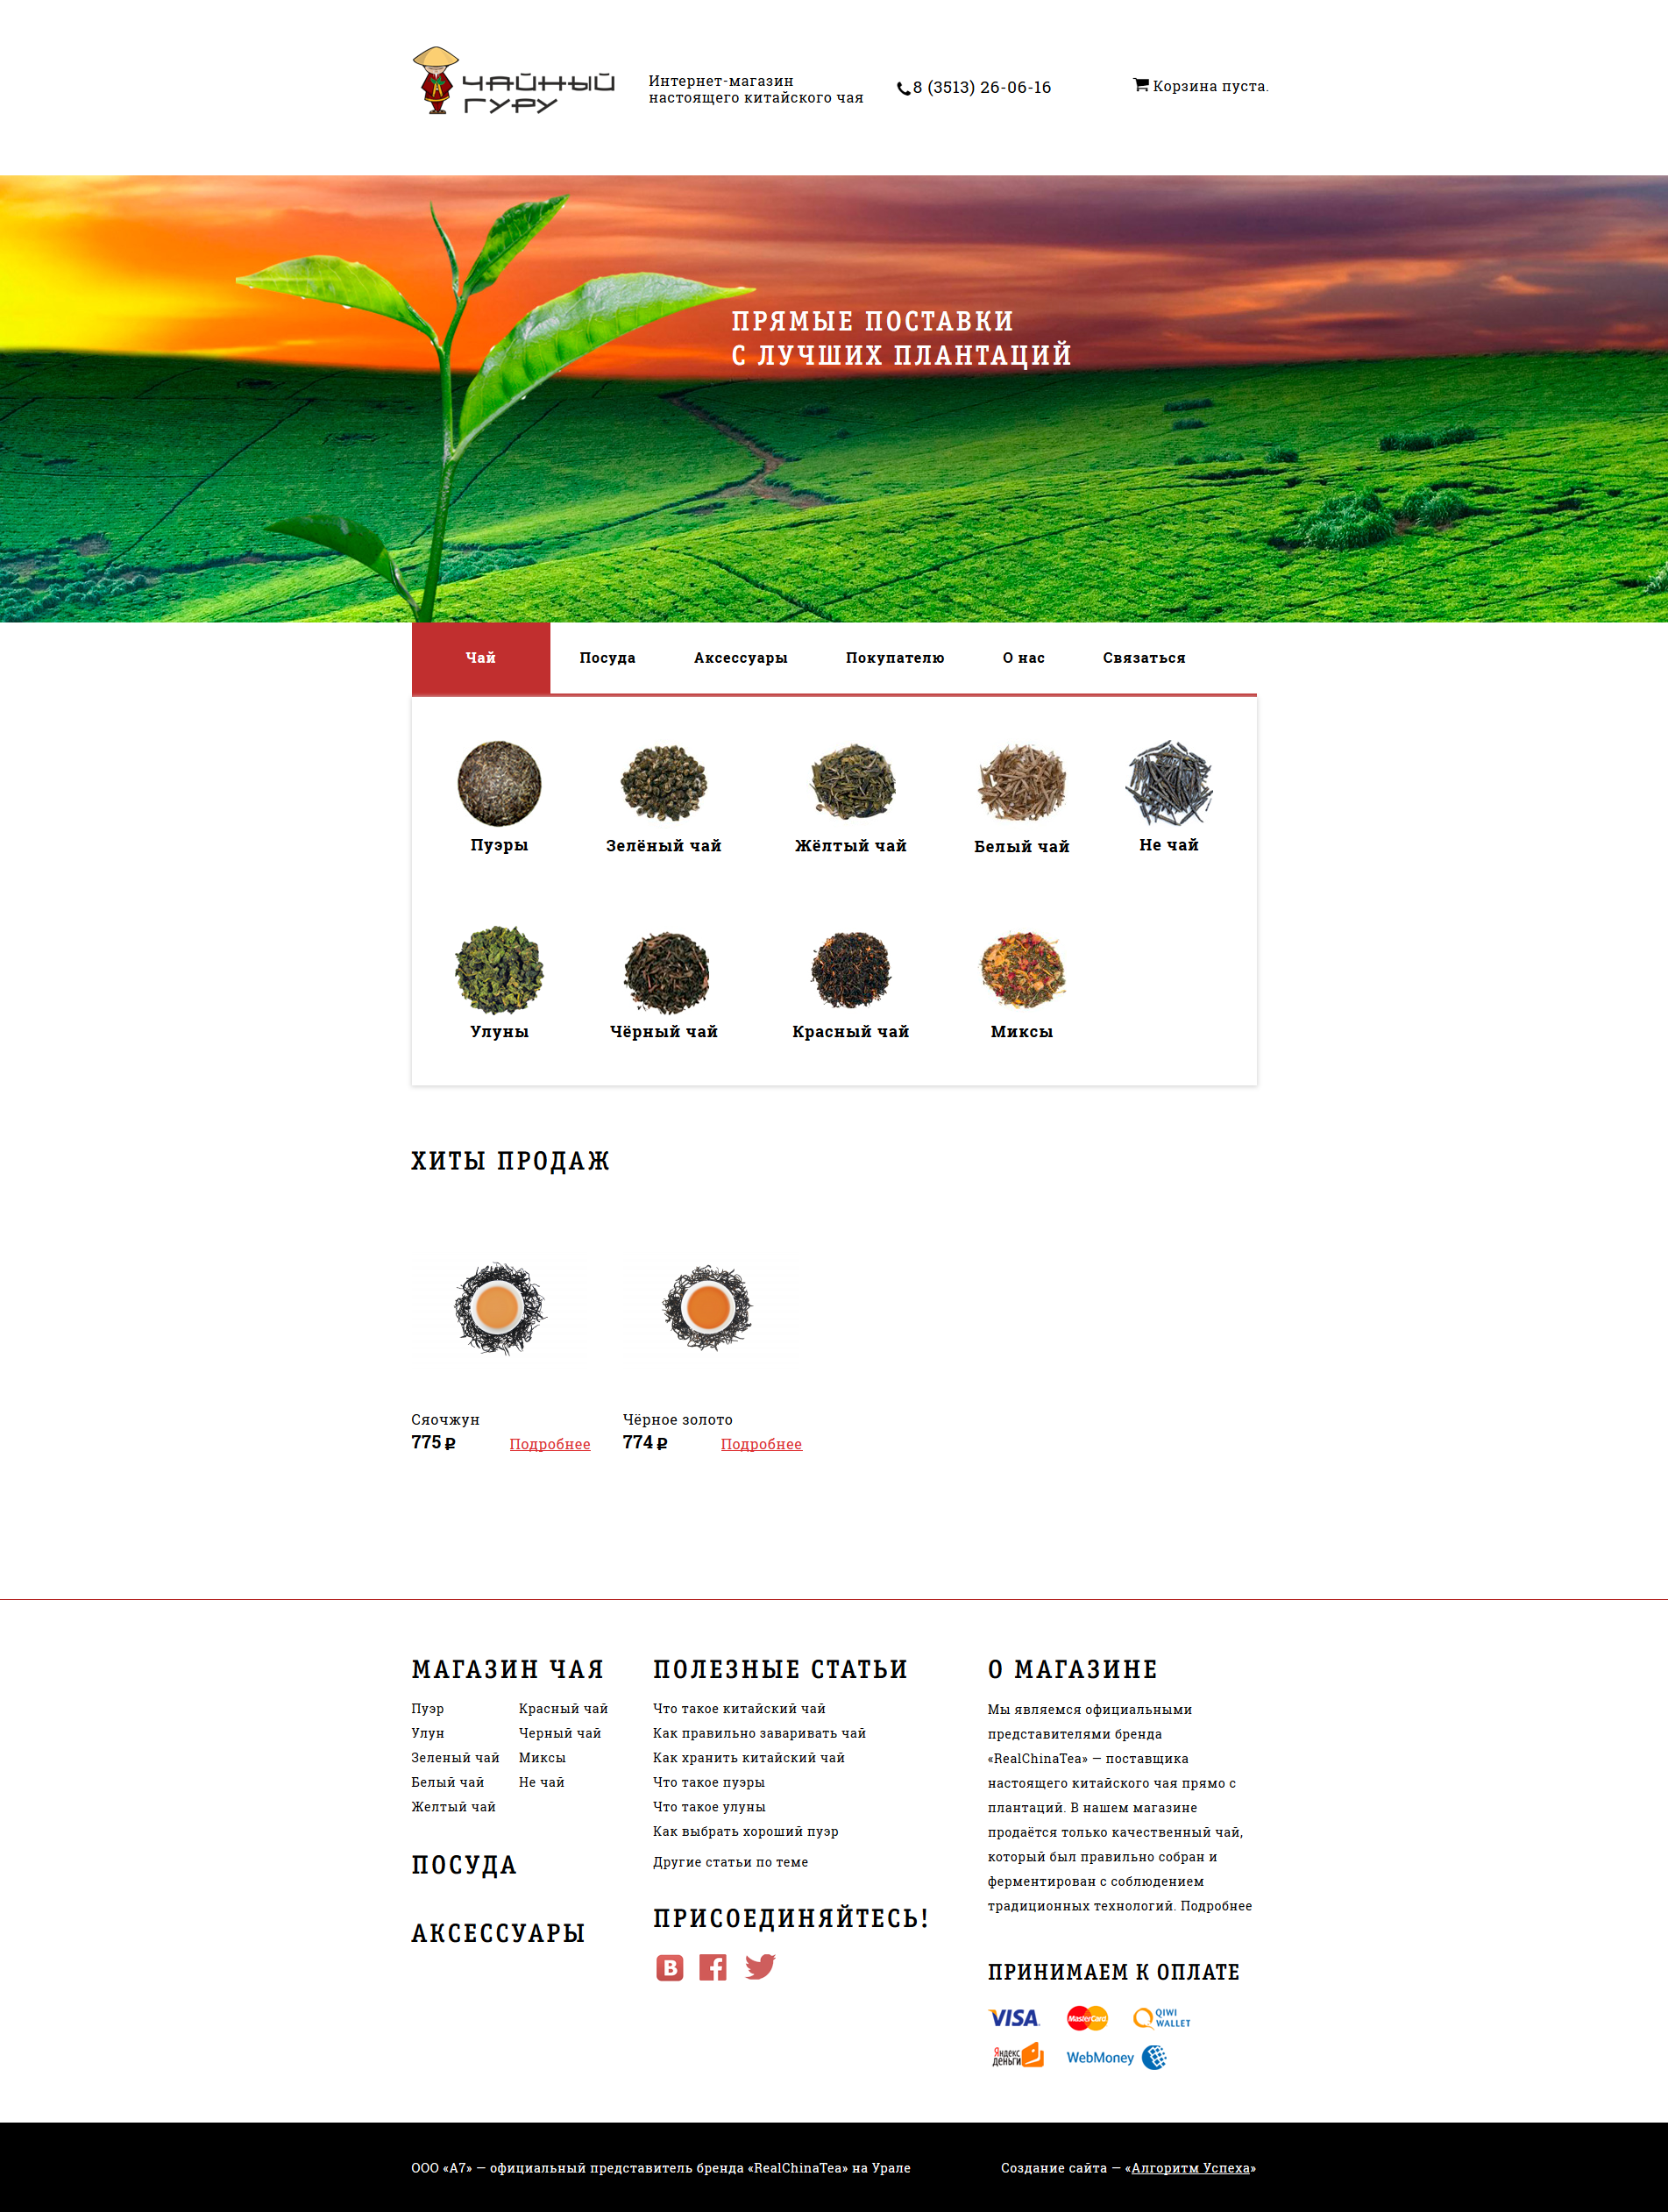 ЧАЙНЫЙ
ГУРУ
Интернет-магазин
настоящего китайского чая
8 (3513) 26-06-16
Корзина пуста.
ПРЯМЫЕ ПОСТАВКИ
С ЛУЧШИХ ПЛАНТАЦИЙ
Чай
Посуда
Аксессуары
Покупателю
О нас
Связаться
Пуэры
Зелёный чай
Жёлтый чай
Белый чай
Не чай
Улуны
Чёрный чай
Красный чай
Миксы
ХИТЫ ПРОДАЖ
Сяочжун
775 ₽
Подробнее
Чёрное золото
774 ₽
Подробнее
МАГАЗИН ЧАЯ
Пуэр
Улун
Зеленый чай
Белый чай
Желтый чай
Красный чай
Черный чай
Миксы
Не чай
ПОСУДА
АКСЕССУАРЫ
ПОЛЕЗНЫЕ СТАТЬИ
Что такое китайский чай
Как правильно заваривать чай
Как хранить китайский чай
Что такое пуэры
Что такое улуны
Как выбрать хороший пуэр
Другие статьи по теме
ПРИСОЕДИНЯЙТЕСЬ!
О МАГАЗИНЕ
Мы являемся официальными
представителями бренда
«RealChinaTea» — поставщика
настоящего китайского чая прямо с
плантаций. В нашем магазине
продаётся только качественный чай,
который был правильно собран и
ферментирован с соблюдением
традиционных технологий. Подробнее
ПРИНИМАЕМ К ОПЛАТЕ
VISA
MasterCard
QIWI
WALLET
Яндекс
деньги
WebMoney
ООО «А7» — официальный представитель бренда «RealChinaTea» на Урале
Создание сайта — «Алгоритм Успеха»